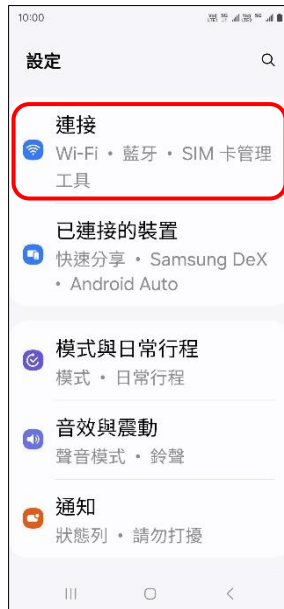 10:00
設定
連接
Wi-Fi • 藍牙 • SIM 卡管理
工具
已連接的裝置
快速分享 • Samsung DeX
• Android Auto
模式與日常行程
模式 • 日常行程
音效與震動
聲音模式 • 鈴聲
通知
狀態列 • 請勿打擾